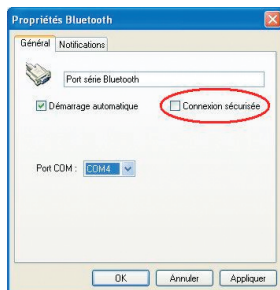 Propriétés Bluetooth
Général Notifications
Port série Bluetooth
Démarrage automatique Connexion sécurisée
Port COM : COM4
OK Annuler Appliquer